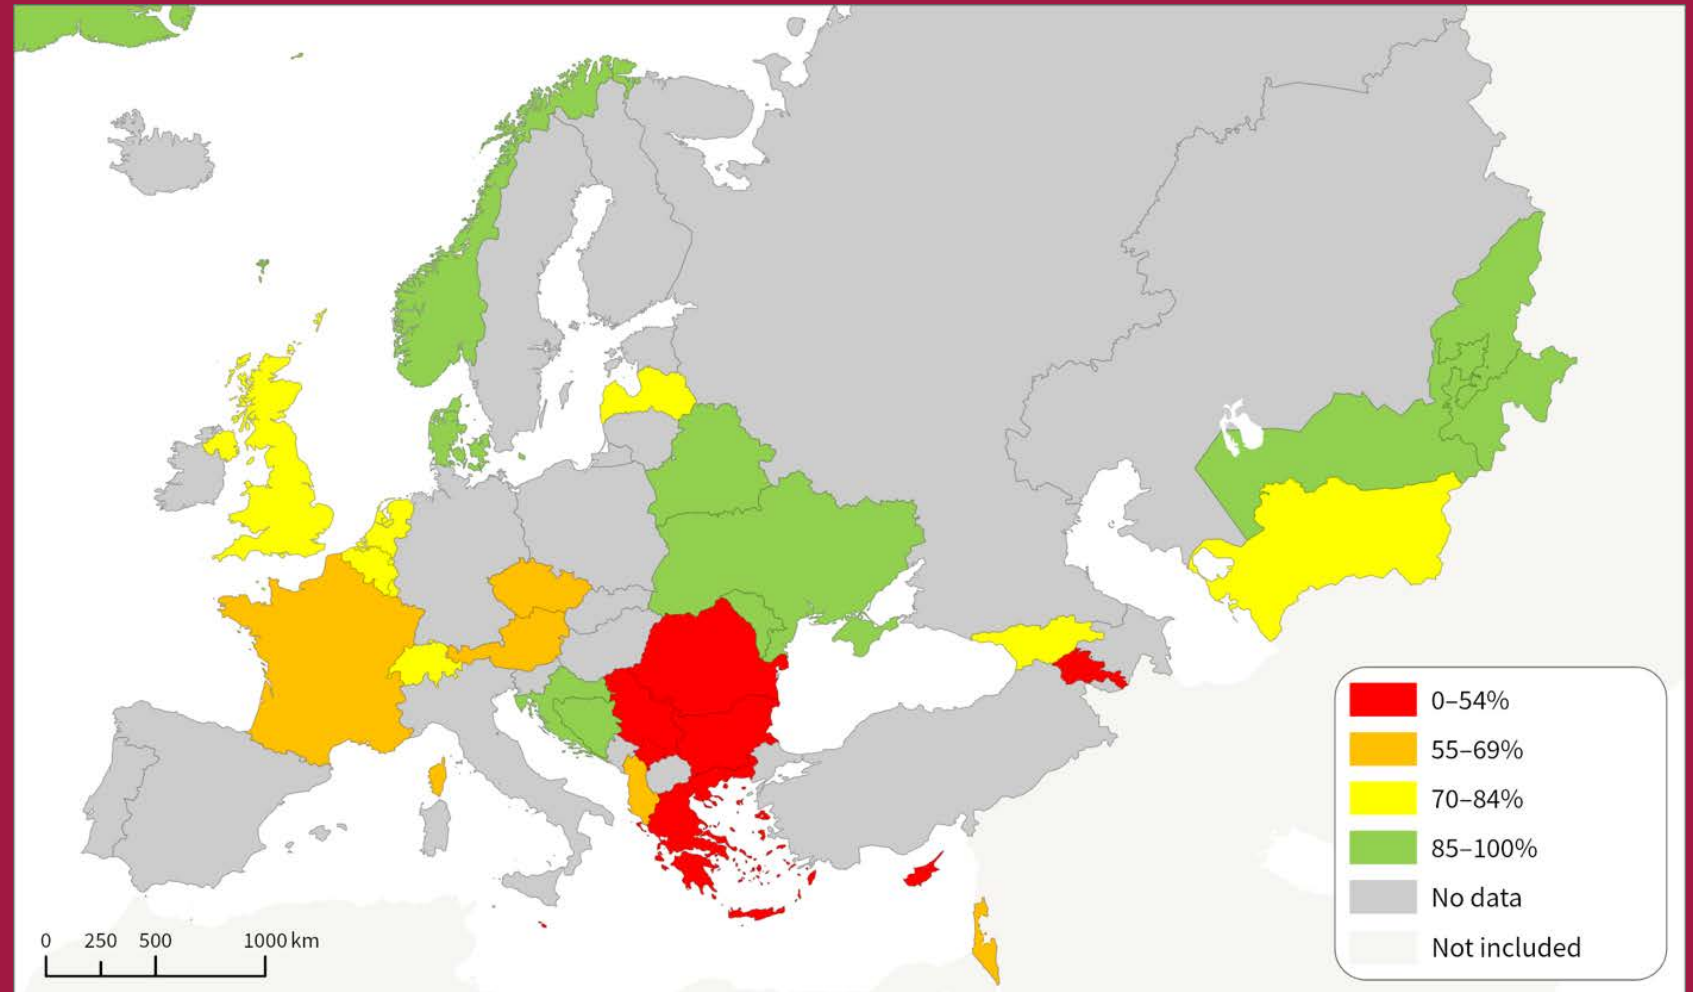 0–54%
55–69%
70–84%
85–100%
No data
Not included
0 250 500 1000 km